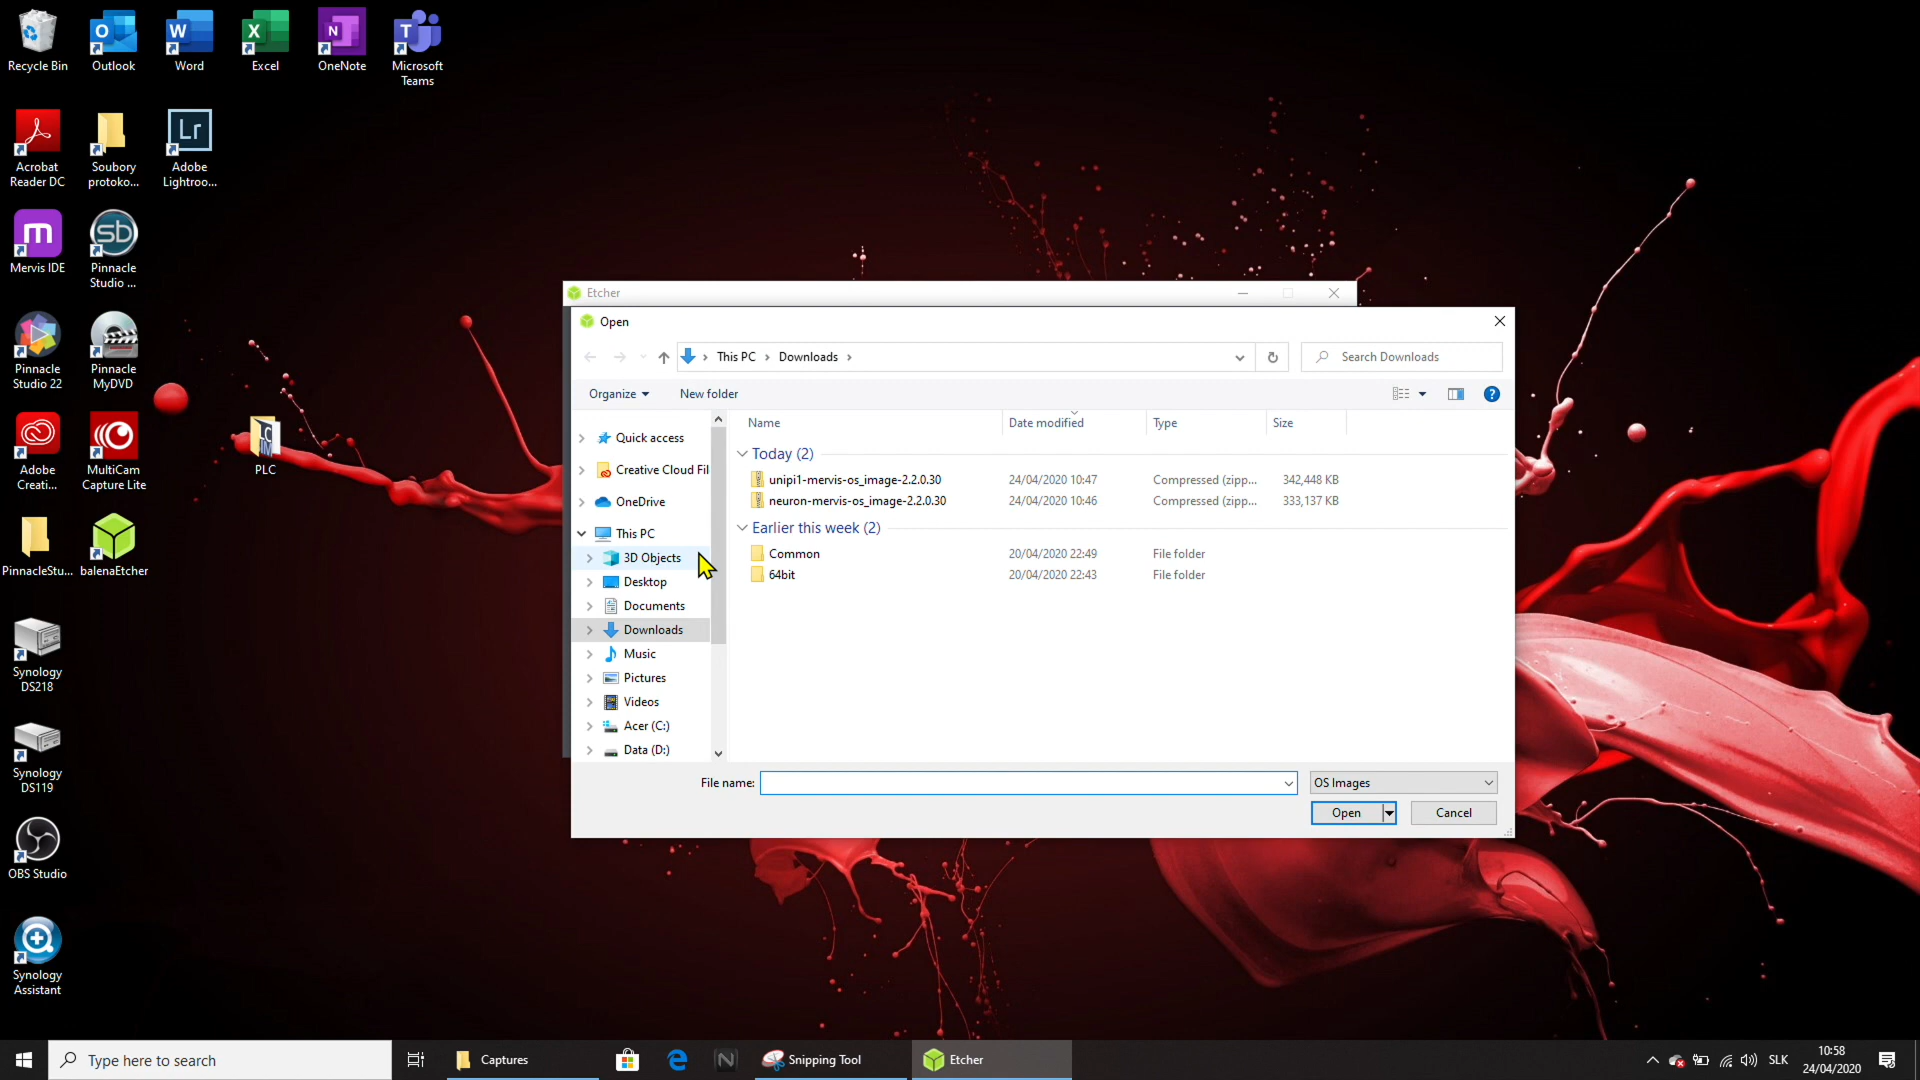 Recycle Bin
Outlook
Word
Excel
OneNote
Microsoft
Teams
Acrobat
Reader DC
Soubory
protoko...
Adobe
Lightroo...
Mervis IDE
Pinnacle
Studio ...
Pinnacle
Studio 22
Pinnacle
MyDVD
Adobe
Creati...
MultiCam
Capture Lite
PLC
PinnacleStu...
balenaEtcher
Synology
DS218
Synology
DS119
OBS Studio
Synology
Assistant
Etcher
Open
This PC
Downloads
Search Downloads
Organize
New folder
Name
Date modified
Type
Size
Quick access
Creative Cloud Fil
OneDrive
This PC
3D Objects
Desktop
Documents
Downloads
Music
Pictures
Videos
Acer (C:)
Data (D:)
Today (2)
unipi1-mervis-os_image-2.2.0.30 24/04/2020 10:47 Compressed (zipp... 342,448 KB
neuron-mervis-os_image-2.2.0.30 24/04/2020 10:46 Compressed (zipp... 333,137 KB
Earlier this week (2)
Common 20/04/2020 22:49 File folder
64bit 20/04/2020 22:43 File folder
File name:
OS Images
Open
Cancel
Type here to search
Captures
Snipping Tool
Etcher
SLK
10:58
24/04/2020